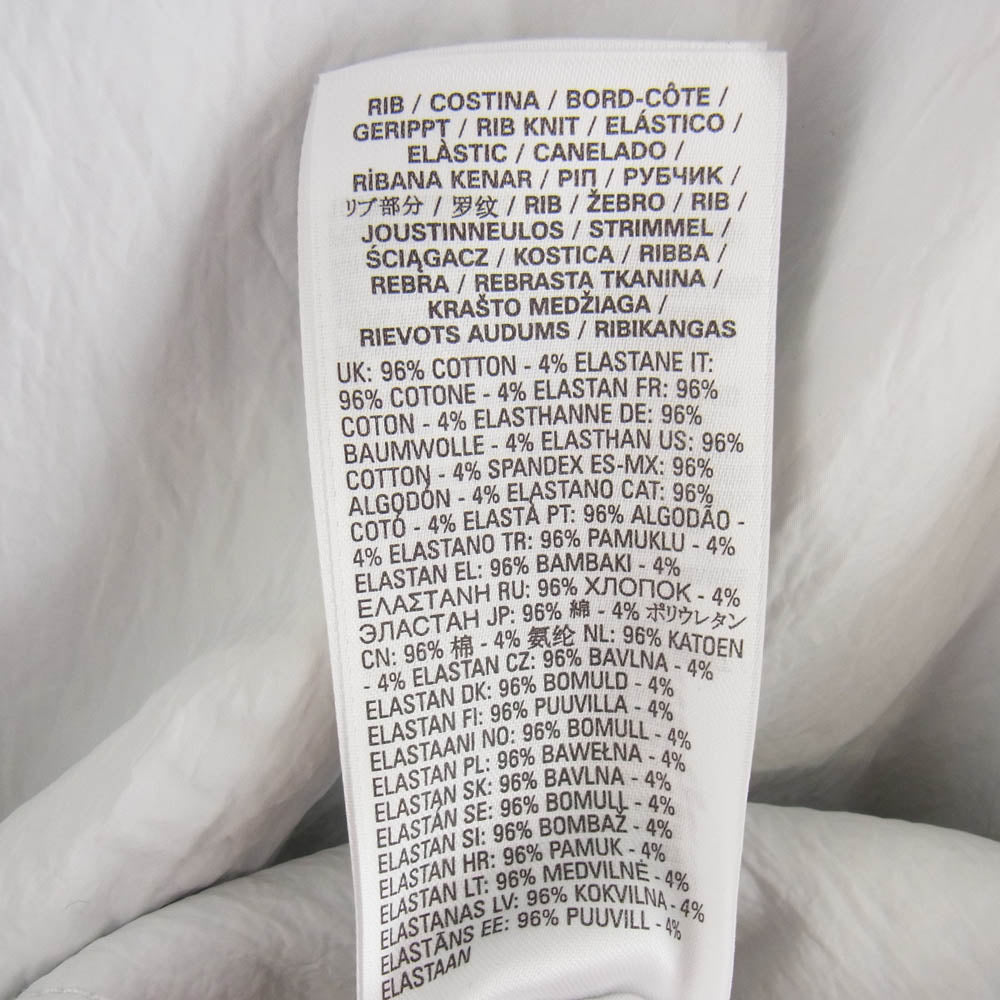 RIB / COSTINA / BORD-CÔTE /
GERIPPT / RIB KNIT / ELÁSTICO /
ELÀSTIC / CANELADO /
RİBANA KENAR / ΡΙΠ / РУБЧИК /
リブ部分 / 罗纹 / RIB / ŽEBRO / RIB /
JOUSTINNEULOS / STRIMMEL /
ŚCIĄGACZ / KOSTICA / RIBBA /
REBRA / REBRASTA TKANINA /
KRAŠTO MEDŽIAGA /
RIEVOTS AUDUMS / RIBIKANGAS
UK: 96% COTTON - 4% ELASTANE IT:
96% COTONE - 4% ELASTAN FR: 96%
COTON - 4% ELASTHANNE DE: 96%
BAUMWOLLE - 4% ELASTHAN US: 96%
COTTON - 4% SPANDEX ES-MX: 96%
ALGODÓN - 4% ELASTANO CAT: 96%
COTÓ - 4% ELASTÀ PT: 96% ALGODÃO -
4% ELASTANO TR: 96% PAMUKLU - 4%
ELASTAN EL: 96% ΒΑΜΒΑΚΙ - 4%
ΕΛΑΣΤΑΝΗ RU: 96% ХЛОПОК - 4%
ЭЛАСТАН JP: 96% 綿 - 4% ポリウレタン
CN: 96% 棉 - 4% 氨纶 NL: 96% KATOEN
- 4% ELASTAN CZ: 96% BAVLNA - 4%
ELASTAN DK: 96% BOMULD - 4%
ELASTAN FI: 96% PUUVILLA - 4%
ELASTAANI NO: 96% BOMULL - 4%
ELASTAN PL: 96% BAWEŁNA - 4%
ELASTAN SK: 96% BAVLNA - 4%
ELASTÁN SE: 96% BOMULL - 4%
ELASTAN SI: 96% BOMBAŽ - 4%
ELASTAN HR: 96% PAMUK - 4%
ELASTAN LT: 96% MEDVILNĖ - 4%
ELASTANAS LV: 96% KOKVILNA - 4%
ELASTĀNS EE: 96% PUUVILL - 4%
ELASTAAN